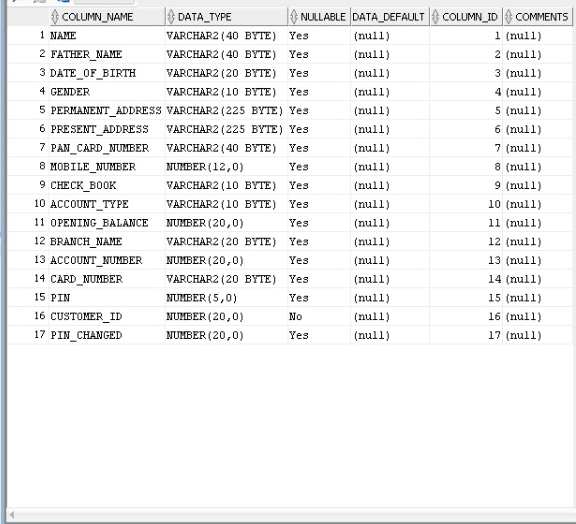 COLUMN_NAME DATA_TYPE NULLABLE DATA_DEFAULT COLUMN_ID COMMENTS
1 NAME VARCHAR2(40 BYTE) Yes (null) 1 (null)
2 FATHER_NAME VARCHAR2(40 BYTE) Yes (null) 2 (null)
3 DATE_OF_BIRTH VARCHAR2(20 BYTE) Yes (null) 3 (null)
4 GENDER VARCHAR2(10 BYTE) Yes (null) 4 (null)
5 PERMANENT_ADDRESS VARCHAR2(225 BYTE) Yes (null) 5 (null)
6 PRESENT_ADDRESS VARCHAR2(225 BYTE) Yes (null) 6 (null)
7 PAN_CARD_NUMBER VARCHAR2(40 BYTE) Yes (null) 7 (null)
8 MOBILE_NUMBER NUMBER(12,0) Yes (null) 8 (null)
9 CHECK_BOOK VARCHAR2(10 BYTE) Yes (null) 9 (null)
10 ACCOUNT_TYPE VARCHAR2(10 BYTE) Yes (null) 10 (null)
11 OPENING_BALANCE NUMBER(20,0) Yes (null) 11 (null)
12 BRANCH_NAME VARCHAR2(20 BYTE) Yes (null) 12 (null)
13 ACCOUNT_NUMBER NUMBER(20,0) Yes (null) 13 (null)
14 CARD_NUMBER VARCHAR2(20 BYTE) Yes (null) 14 (null)
15 PIN NUMBER(5,0) Yes (null) 15 (null)
16 CUSTOMER_ID NUMBER(20,0) No (null) 16 (null)
17 PIN_CHANGED NUMBER(20,0) Yes (null) 17 (null)